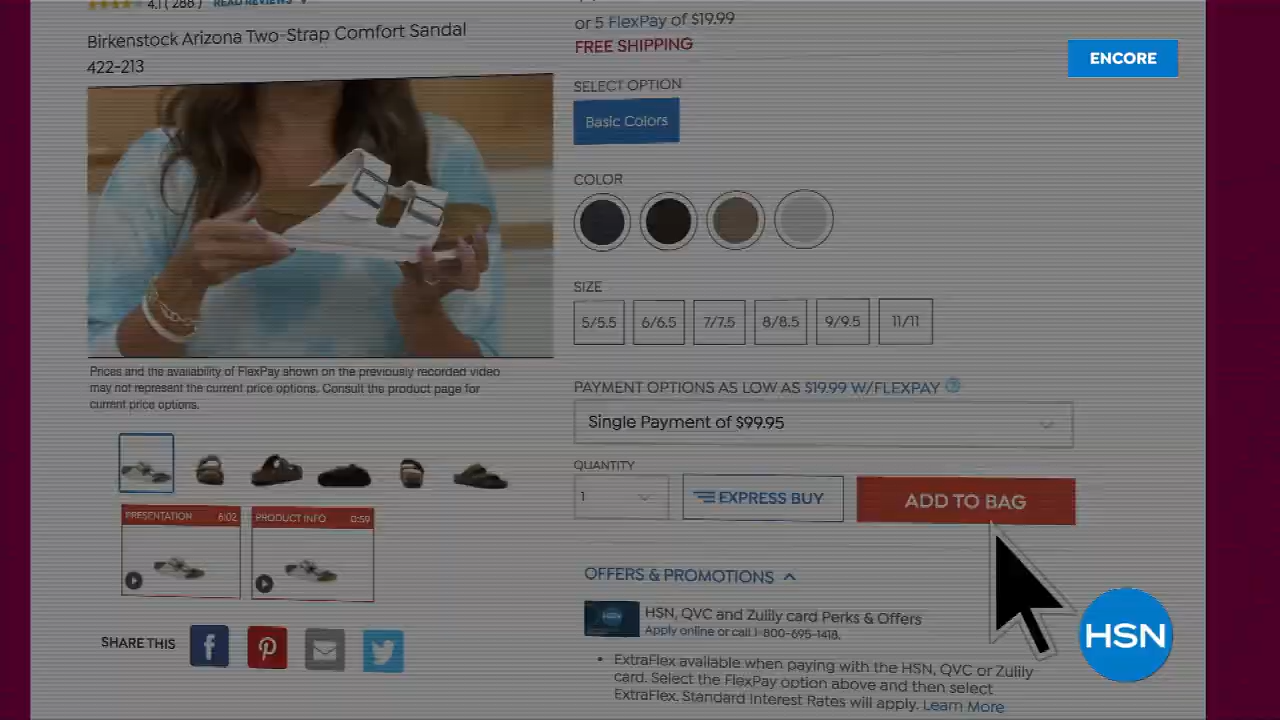 4.1 ( 288 ) READ REVIEWS
Birkenstock Arizona Two-Strap Comfort Sandal
422-213
or 5 FlexPay of $19.99
FREE SHIPPING
ENCORE
SELECT OPTION
Basic Colors
COLOR
SIZE
5/5.5 6/6.5 7/7.5 8/8.5 9/9.5 11/11
Prices and the availability of FlexPay shown on the previously recorded video
may not represent the current price options. Consult the product page for
current price options.
PAYMENT OPTIONS AS LOW AS $19.99 W/FLEXPAY ?
Single Payment of $99.95
QUANTITY
1 EXPRESS BUY ADD TO BAG
PRESENTATION 6:02 PRODUCT INFO 0:59
SHARE THIS
OFFERS & PROMOTIONS
HSN, QVC and Zulily card Perks & Offers
Apply online or call 1-800-695-1418.
• ExtraFlex available when paying with the HSN, QVC or Zulily
card. Select the FlexPay option above and then select
ExtraFlex. Standard Interest Rates will apply. Learn More
HSN